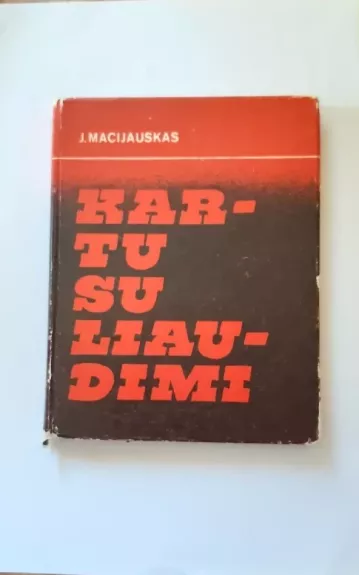 J. MACIJAUSKAS
KAR-
TU
SU
LIAU-
DIMI